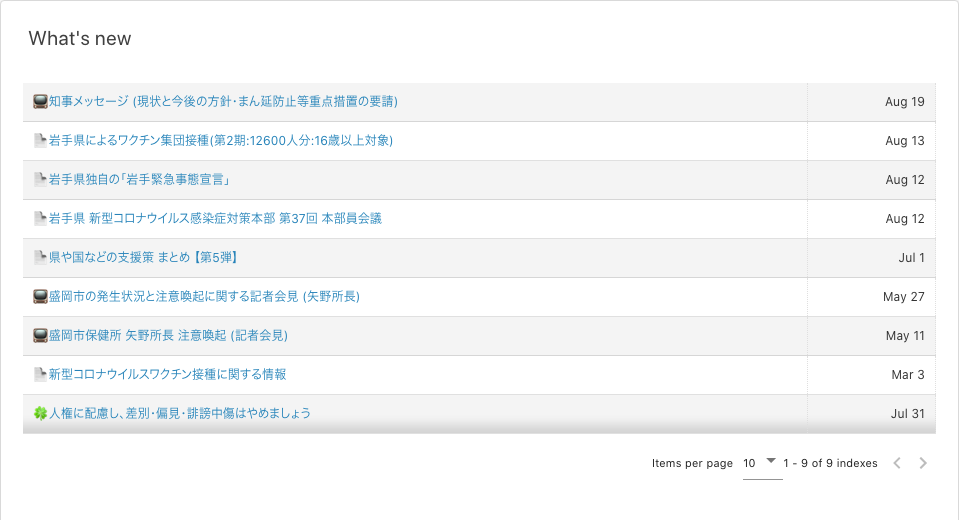 What's new
知事メッセージ (現状と今後の方針・まん延防止等重点措置の要請) Aug 19
岩手県によるワクチン集団接種(第2期:12600人分:16歳以上対象) Aug 13
岩手県独自の「岩手緊急事態宣言」 Aug 12
岩手県 新型コロナウイルス感染症対策本部 第37回 本部員会議 Aug 12
県や国などの支援策 まとめ【第5弾】 Jul 1
盛岡市の発生状況と注意喚起に関する記者会見 (矢野所長) May 27
盛岡市保健所 矢野所長 注意喚起 (記者会見) May 11
新型コロナウイルスワクチン接種に関する情報 Mar 3
人権に配慮し、差別・偏見・誹謗中傷はやめましょう Jul 31
Items per page 10 1 - 9 of 9 indexes